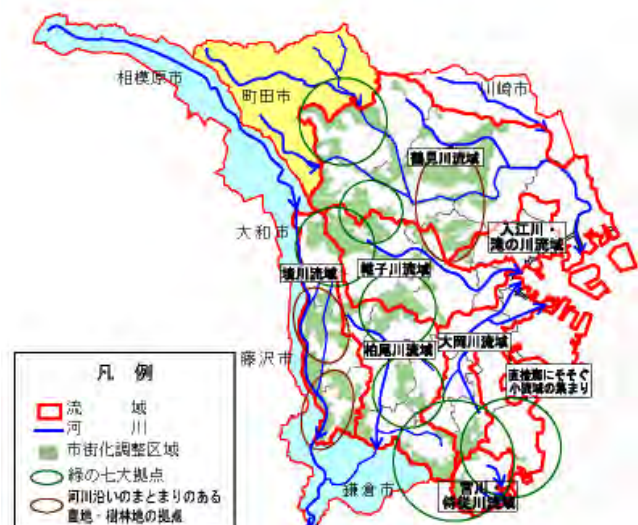 相模原市
町田市
川崎市
鶴見川流域
大和市
入江川・
滝の川流域
境川流域
帷子川流域
藤沢市
柏尾川流域
大岡川流域
直接海にそそぐ
小流域の集まり
鎌倉市
宮川・
侍従川流域
凡 例
流 域
河 川
市街化調整区域
緑の七大拠点
河川沿いのまとまりのある
農地・樹林地の拠点